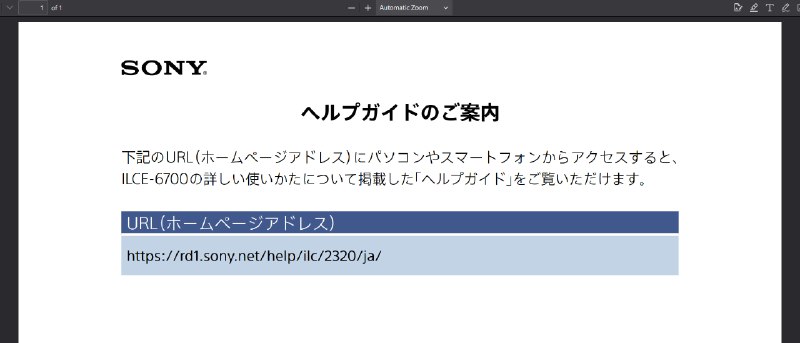 1 of 1 Automatic Zoom
SONY®
ヘルプガイドのご案内
下記のURL(ホームページアドレス)にパソコンやスマートフォンからアクセスすると、
ILCE-6700の詳しい使いかたについて掲載した「ヘルプガイド」をご覧いただけます。
URL(ホームページアドレス)
https://rd1.sony.net/help/ilc/2320/ja/